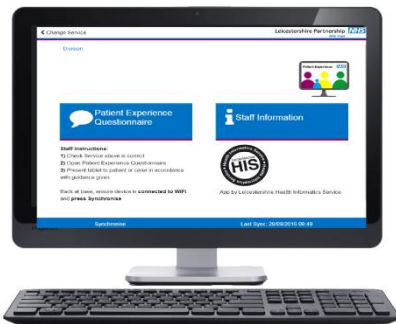 Change Service
Leicestershire Partnership NHS
NHS Trust
Division:
Patient Experience
Patient Experience
Questionnaire
Staff Information
Staff Instructions:
1) Check Service above is correct
2) Open Patient Experience Questionnaire
3) Present tablet to patient or carer in accordance
with guidance given
Back at base, ensure device is connected to WIFI
and press Synchronise
HIS
App by Leicestershire Health Informatics Service
Synchronise
Last Sync: 29/09/2016 09:49